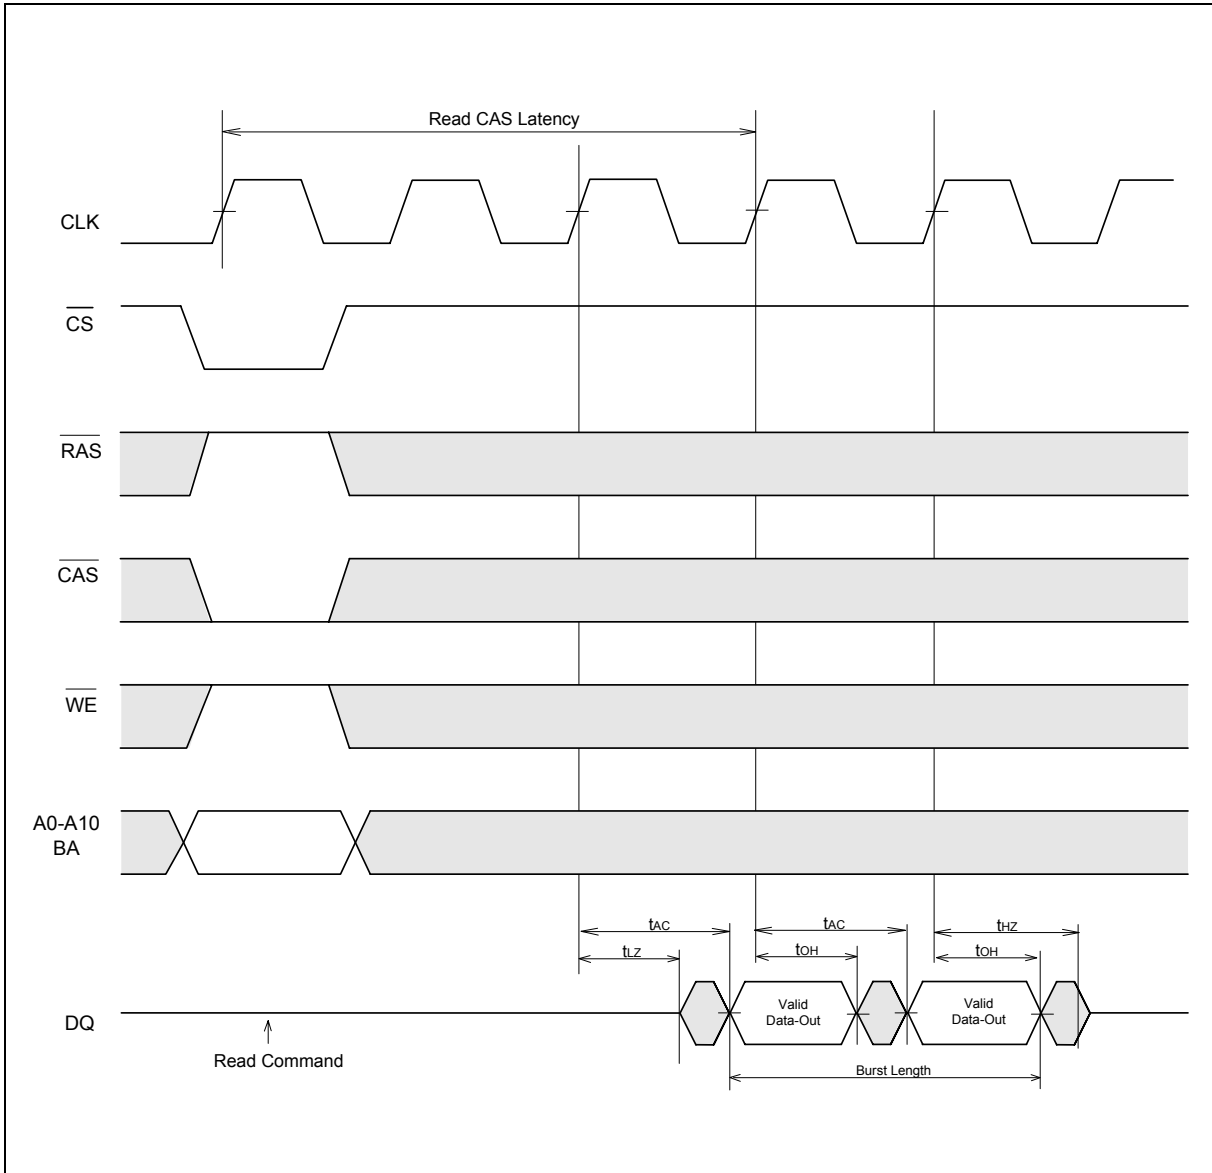 Read CAS Latency
CLK
CS
RAS
CAS
WE
A0-A10
BA
tAC
tAC
tHZ
tLZ
tOH
tOH
DQ
Valid
Data-Out
Valid
Data-Out
Read Command
Burst Length